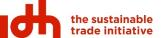 idh
the sustainable
trade initiative